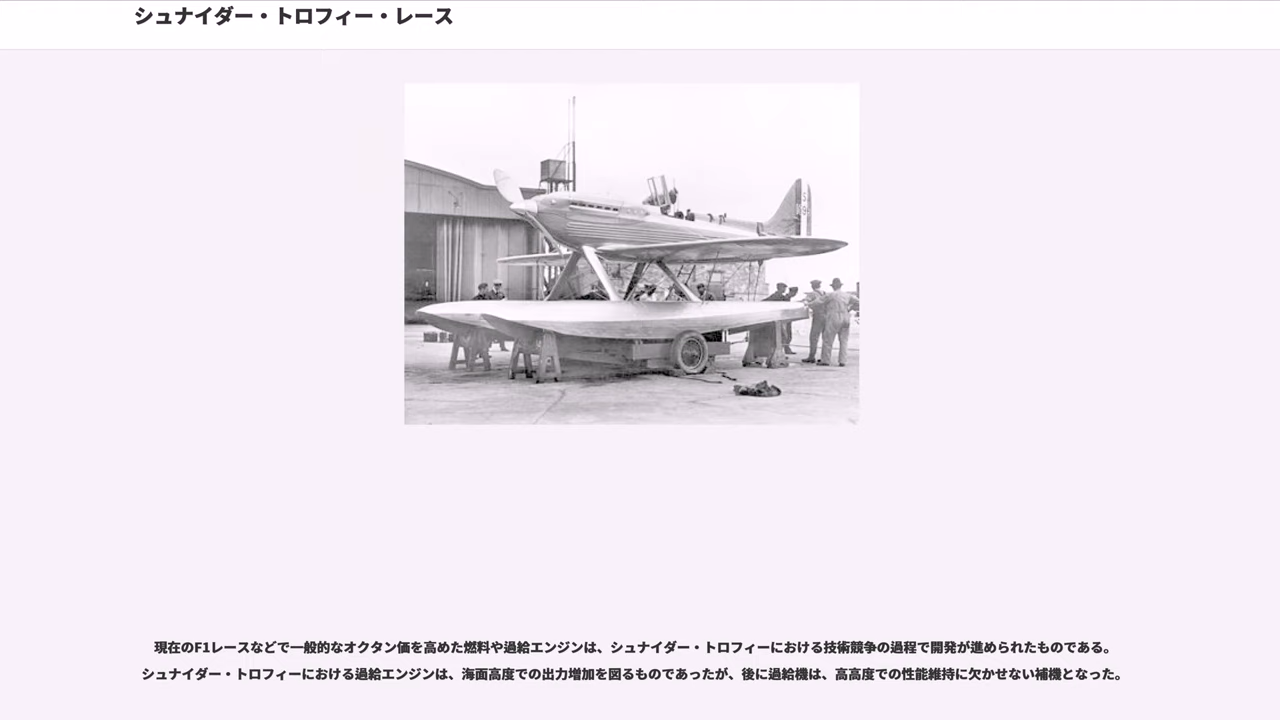 シュナイダー・トロフィー・レース
現在のF1レースなどで一般的なオクタン価を高めた燃料や過給エンジンは、シュナイダー・トロフィーにおける技術競争の過程で開発が進められたものである。
シュナイダー・トロフィーにおける過給エンジンは、海面高度での出力増加を図るものであったが、後に過給機は、高高度での性能維持に欠かせない補機となった。